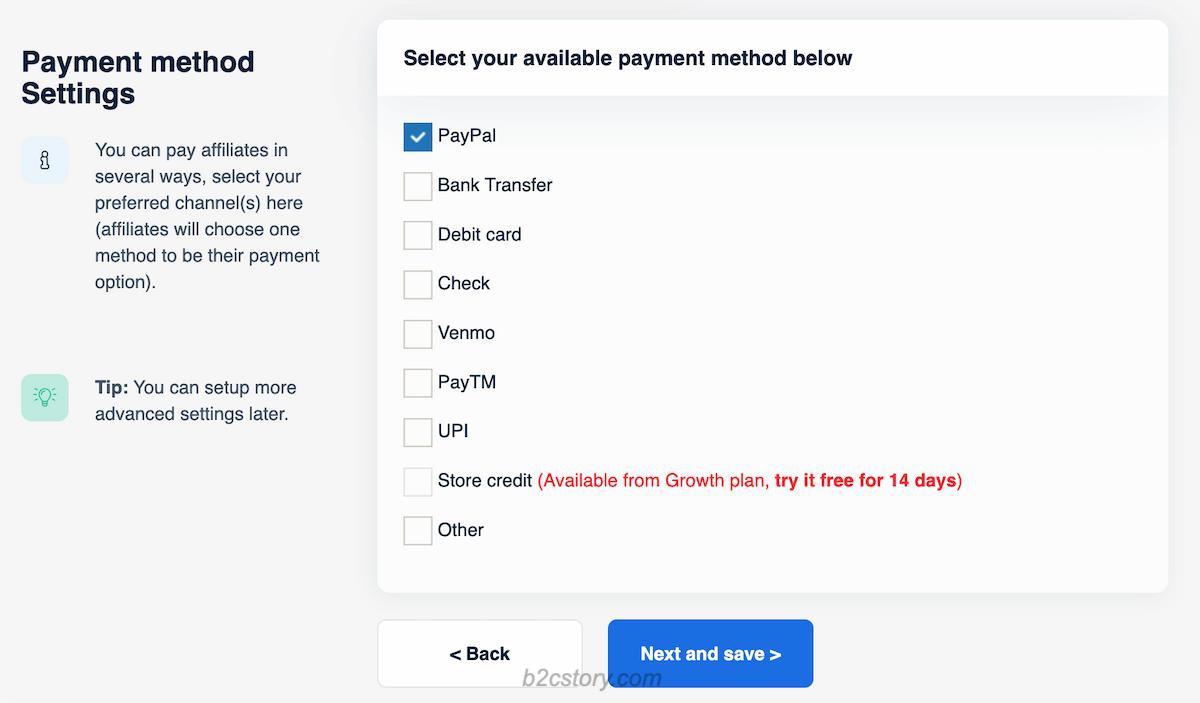 Payment method
Settings
You can pay affiliates in
several ways, select your
preferred channel(s) here
(affiliates will choose one
method to be their payment
option).
Tip: You can setup more
advanced settings later.
Select your available payment method below
PayPal
Bank Transfer
Debit card
Check
Venmo
PayTM
UPI
Store credit (Available from Growth plan, try it free for 14 days)
Other
< Back
Next and save >
b2cstory.com